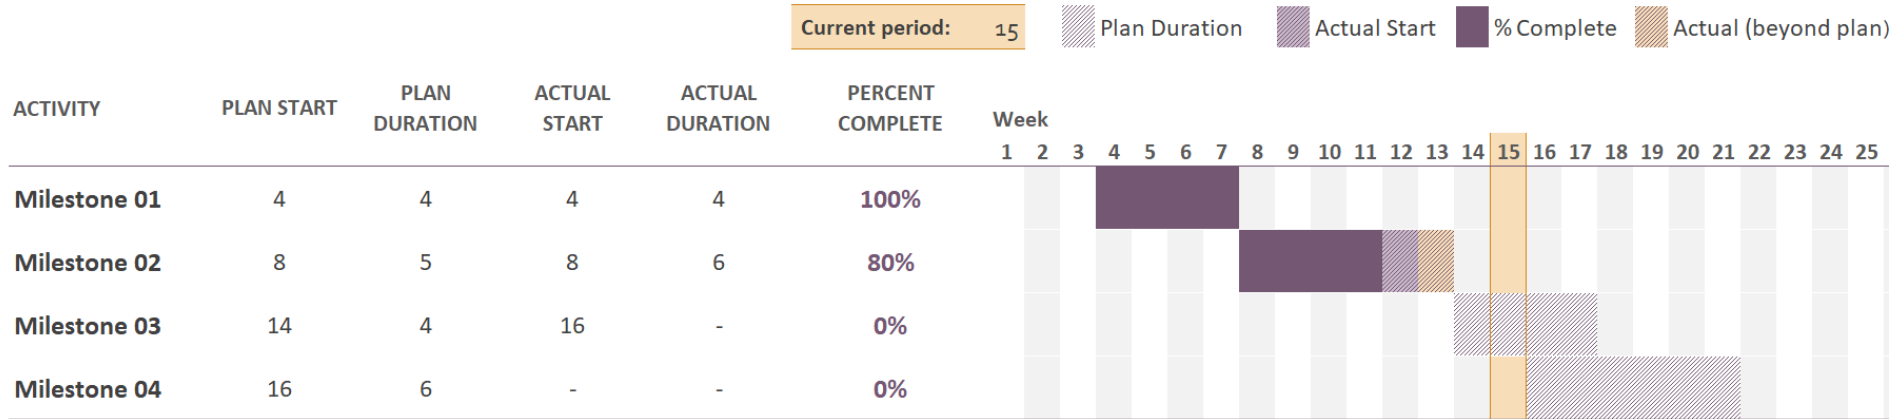 Current period: 15 Plan Duration Actual Start % Complete Actual (beyond plan)
ACTIVITY PLAN START PLAN DURATION ACTUAL START ACTUAL DURATION PERCENT COMPLETE Week
1 2 3 4 5 6 7 8 9 10 11 12 13 14 15 16 17 18 19 20 21 22 23 24 25
Milestone 01 4 4 4 4 100%
Milestone 02 8 5 8 6 80%
Milestone 03 14 4 16 - 0%
Milestone 04 16 6 - - 0%